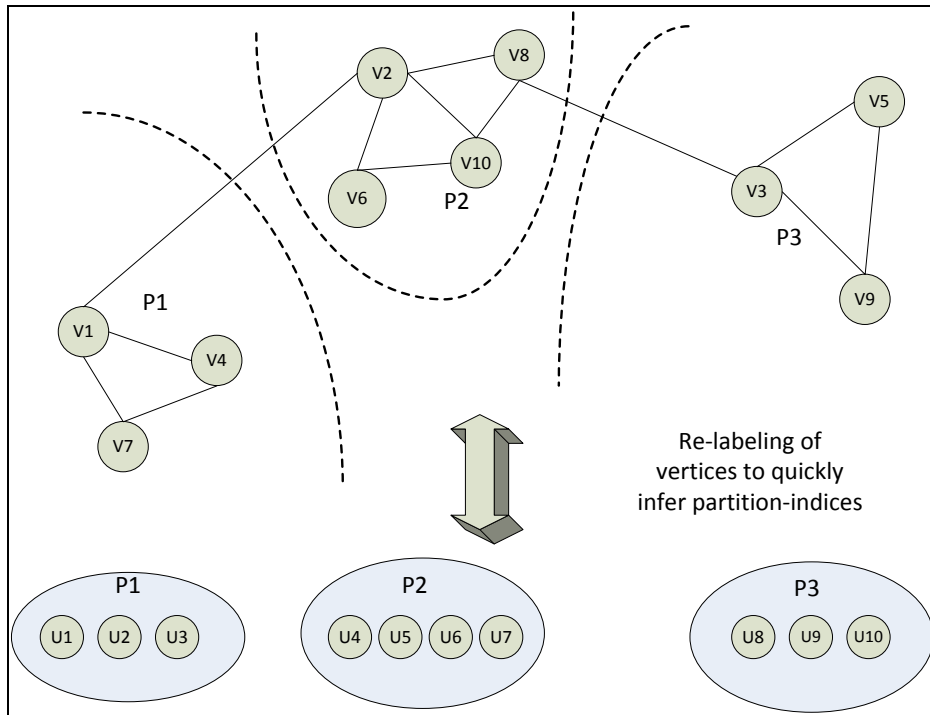 V2
V8
V5
V10
V6
P2
V3
P3
V9
P1
V1
V4
V7
Re-labeling of
vertices to quickly
infer partition-indices
P1
U1 U2 U3
P2
U4 U5 U6 U7
P3
U8 U9 U10